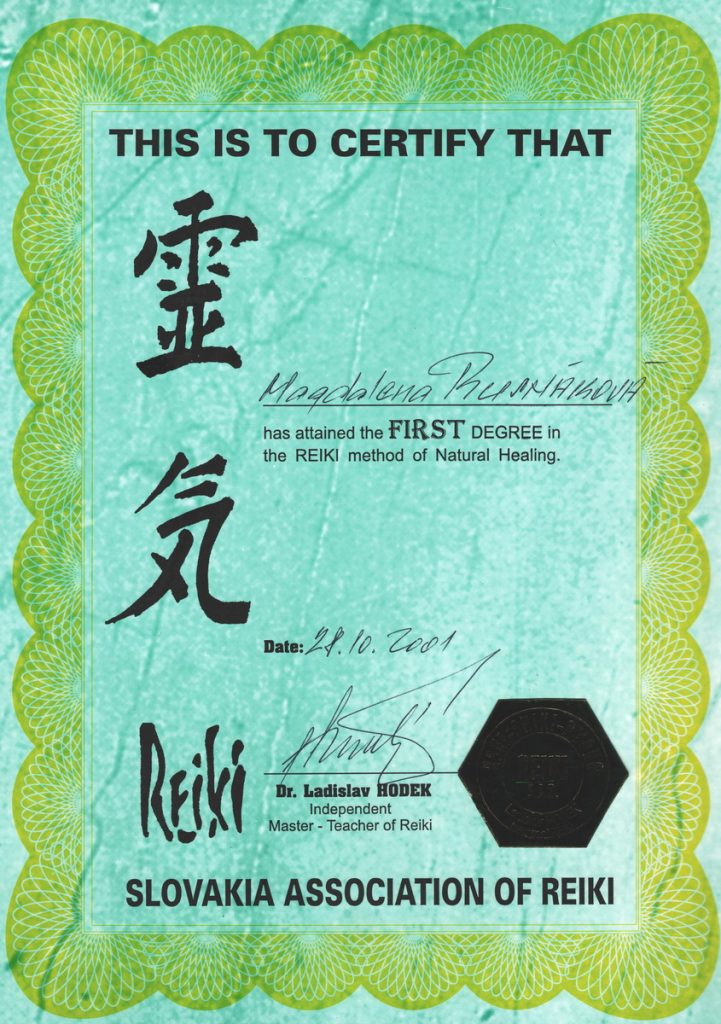 THIS IS TO CERTIFY THAT
霊
気
Reiki
Magdalena RUSNÁKOVÁ
has attained the FIRST DEGREE in
the REIKI method of Natural Healing.
Date: 28.10.2001
Dr. Ladislav HODEK
Independent
Master - Teacher of Reiki
SLOVAKIA ASSOCIATION OF REIKI